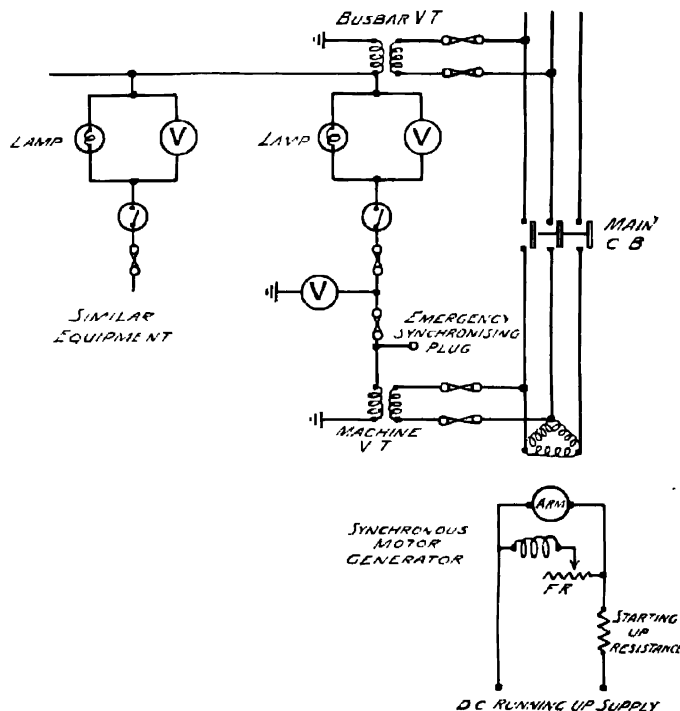 BUSBAR VT
LAMP
V
LAMP
V
MAIN
C B
V
SIMILAR
EQUIPMENT
EMERGENCY
SYNCHRONISING
PLUG
MACHINE
V T
ARM
SYNCHRONOUS
MOTOR
GENERATOR
F R
STARTING
UP
RESISTANCE
D C RUNNING UP SUPPLY